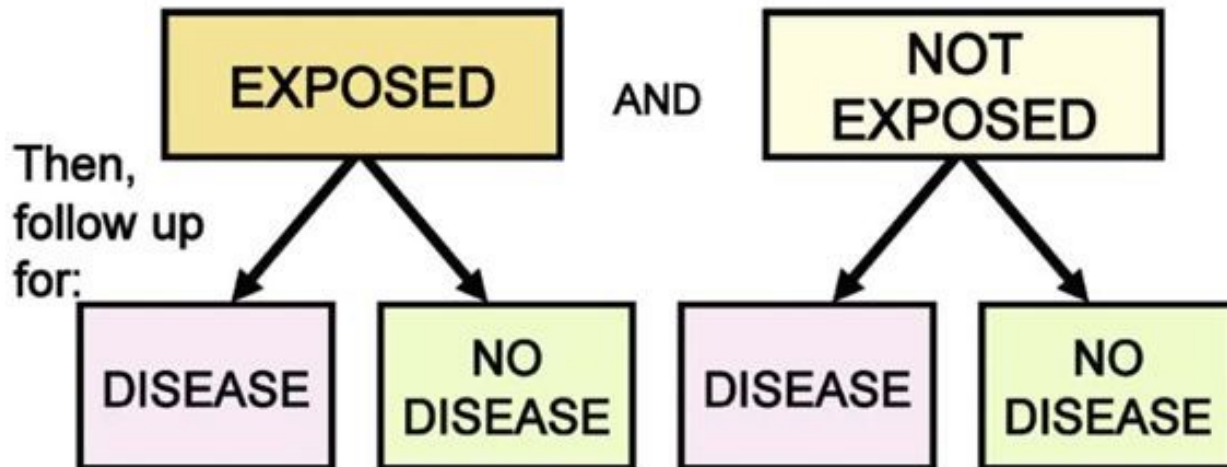 EXPOSED
AND
NOT
EXPOSED
Then,
follow up
for:
DISEASE
NO
DISEASE
DISEASE
NO
DISEASE